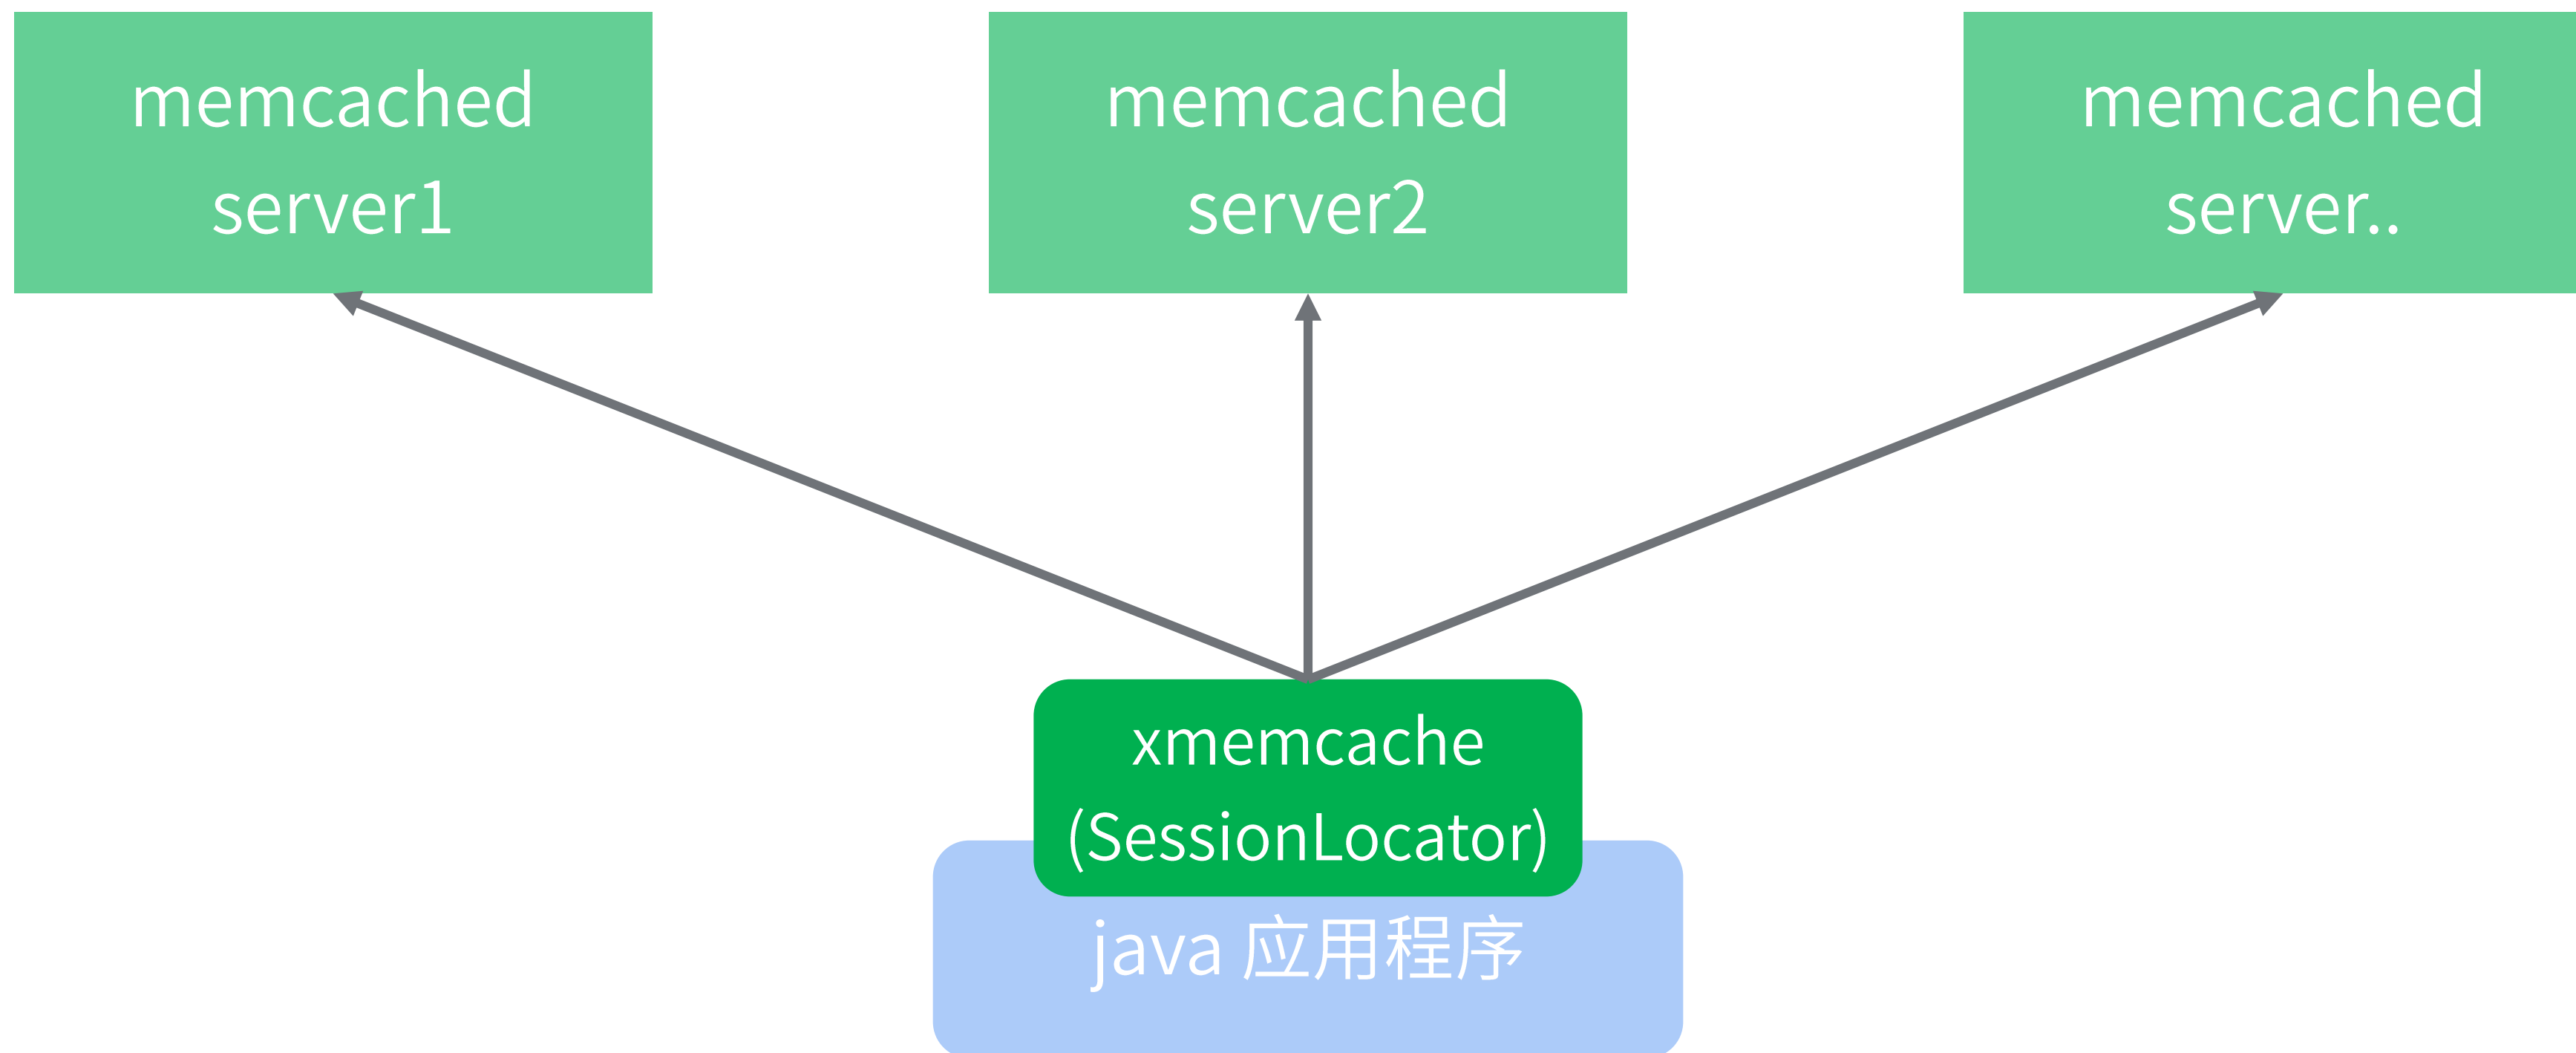 memcached
server1
memcached
server2
memcached
server..
xmemcache
(SessionLocator)
java 应用程序